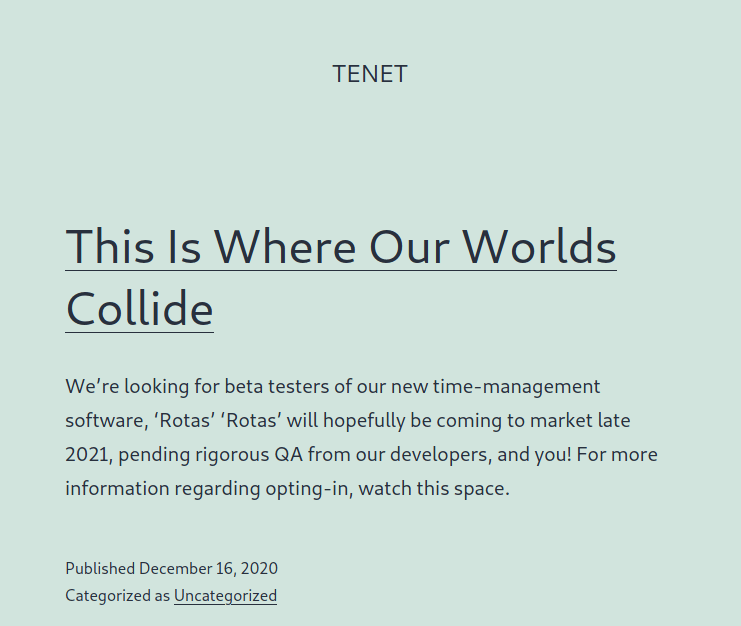 TENET
This Is Where Our Worlds
Collide
We’re looking for beta testers of our new time-management
software, ‘Rotas’ ‘Rotas’ will hopefully be coming to market late
2021, pending rigorous QA from our developers, and you! For more
information regarding opting-in, watch this space.
Published December 16, 2020
Categorized as Uncategorized